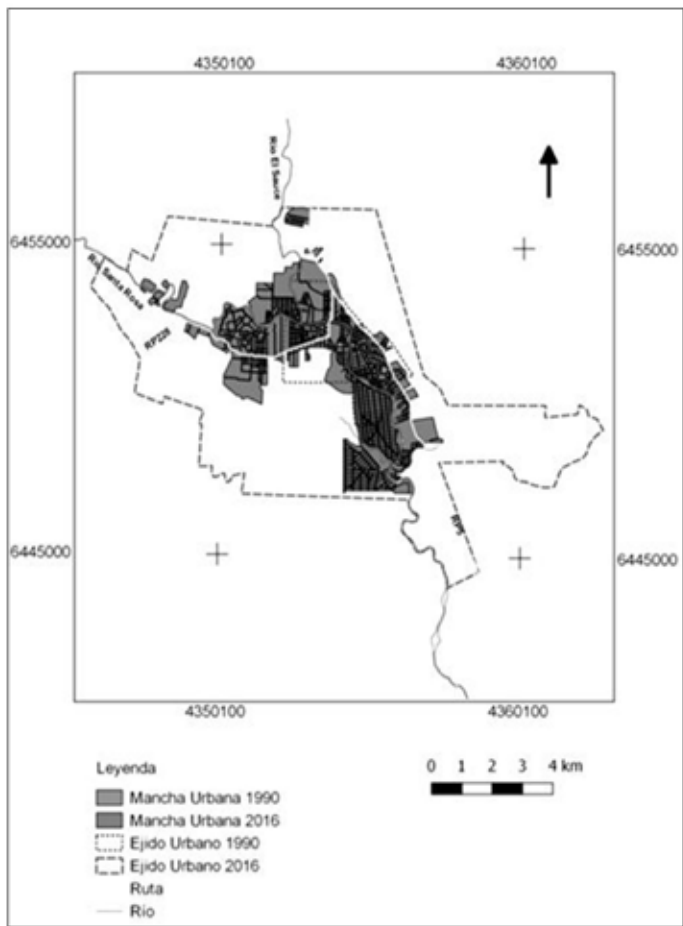 4350100 4360100
Río El Sauce
6455000 6455000
Río Santa Rosa
RP228
RP5
6445000 6445000
4350100 4360100
Leyenda
Mancha Urbana 1990
Mancha Urbana 2016
Ejido Urbano 1990
Ejido Urbano 2016
Ruta
Río
0 1 2 3 4 km